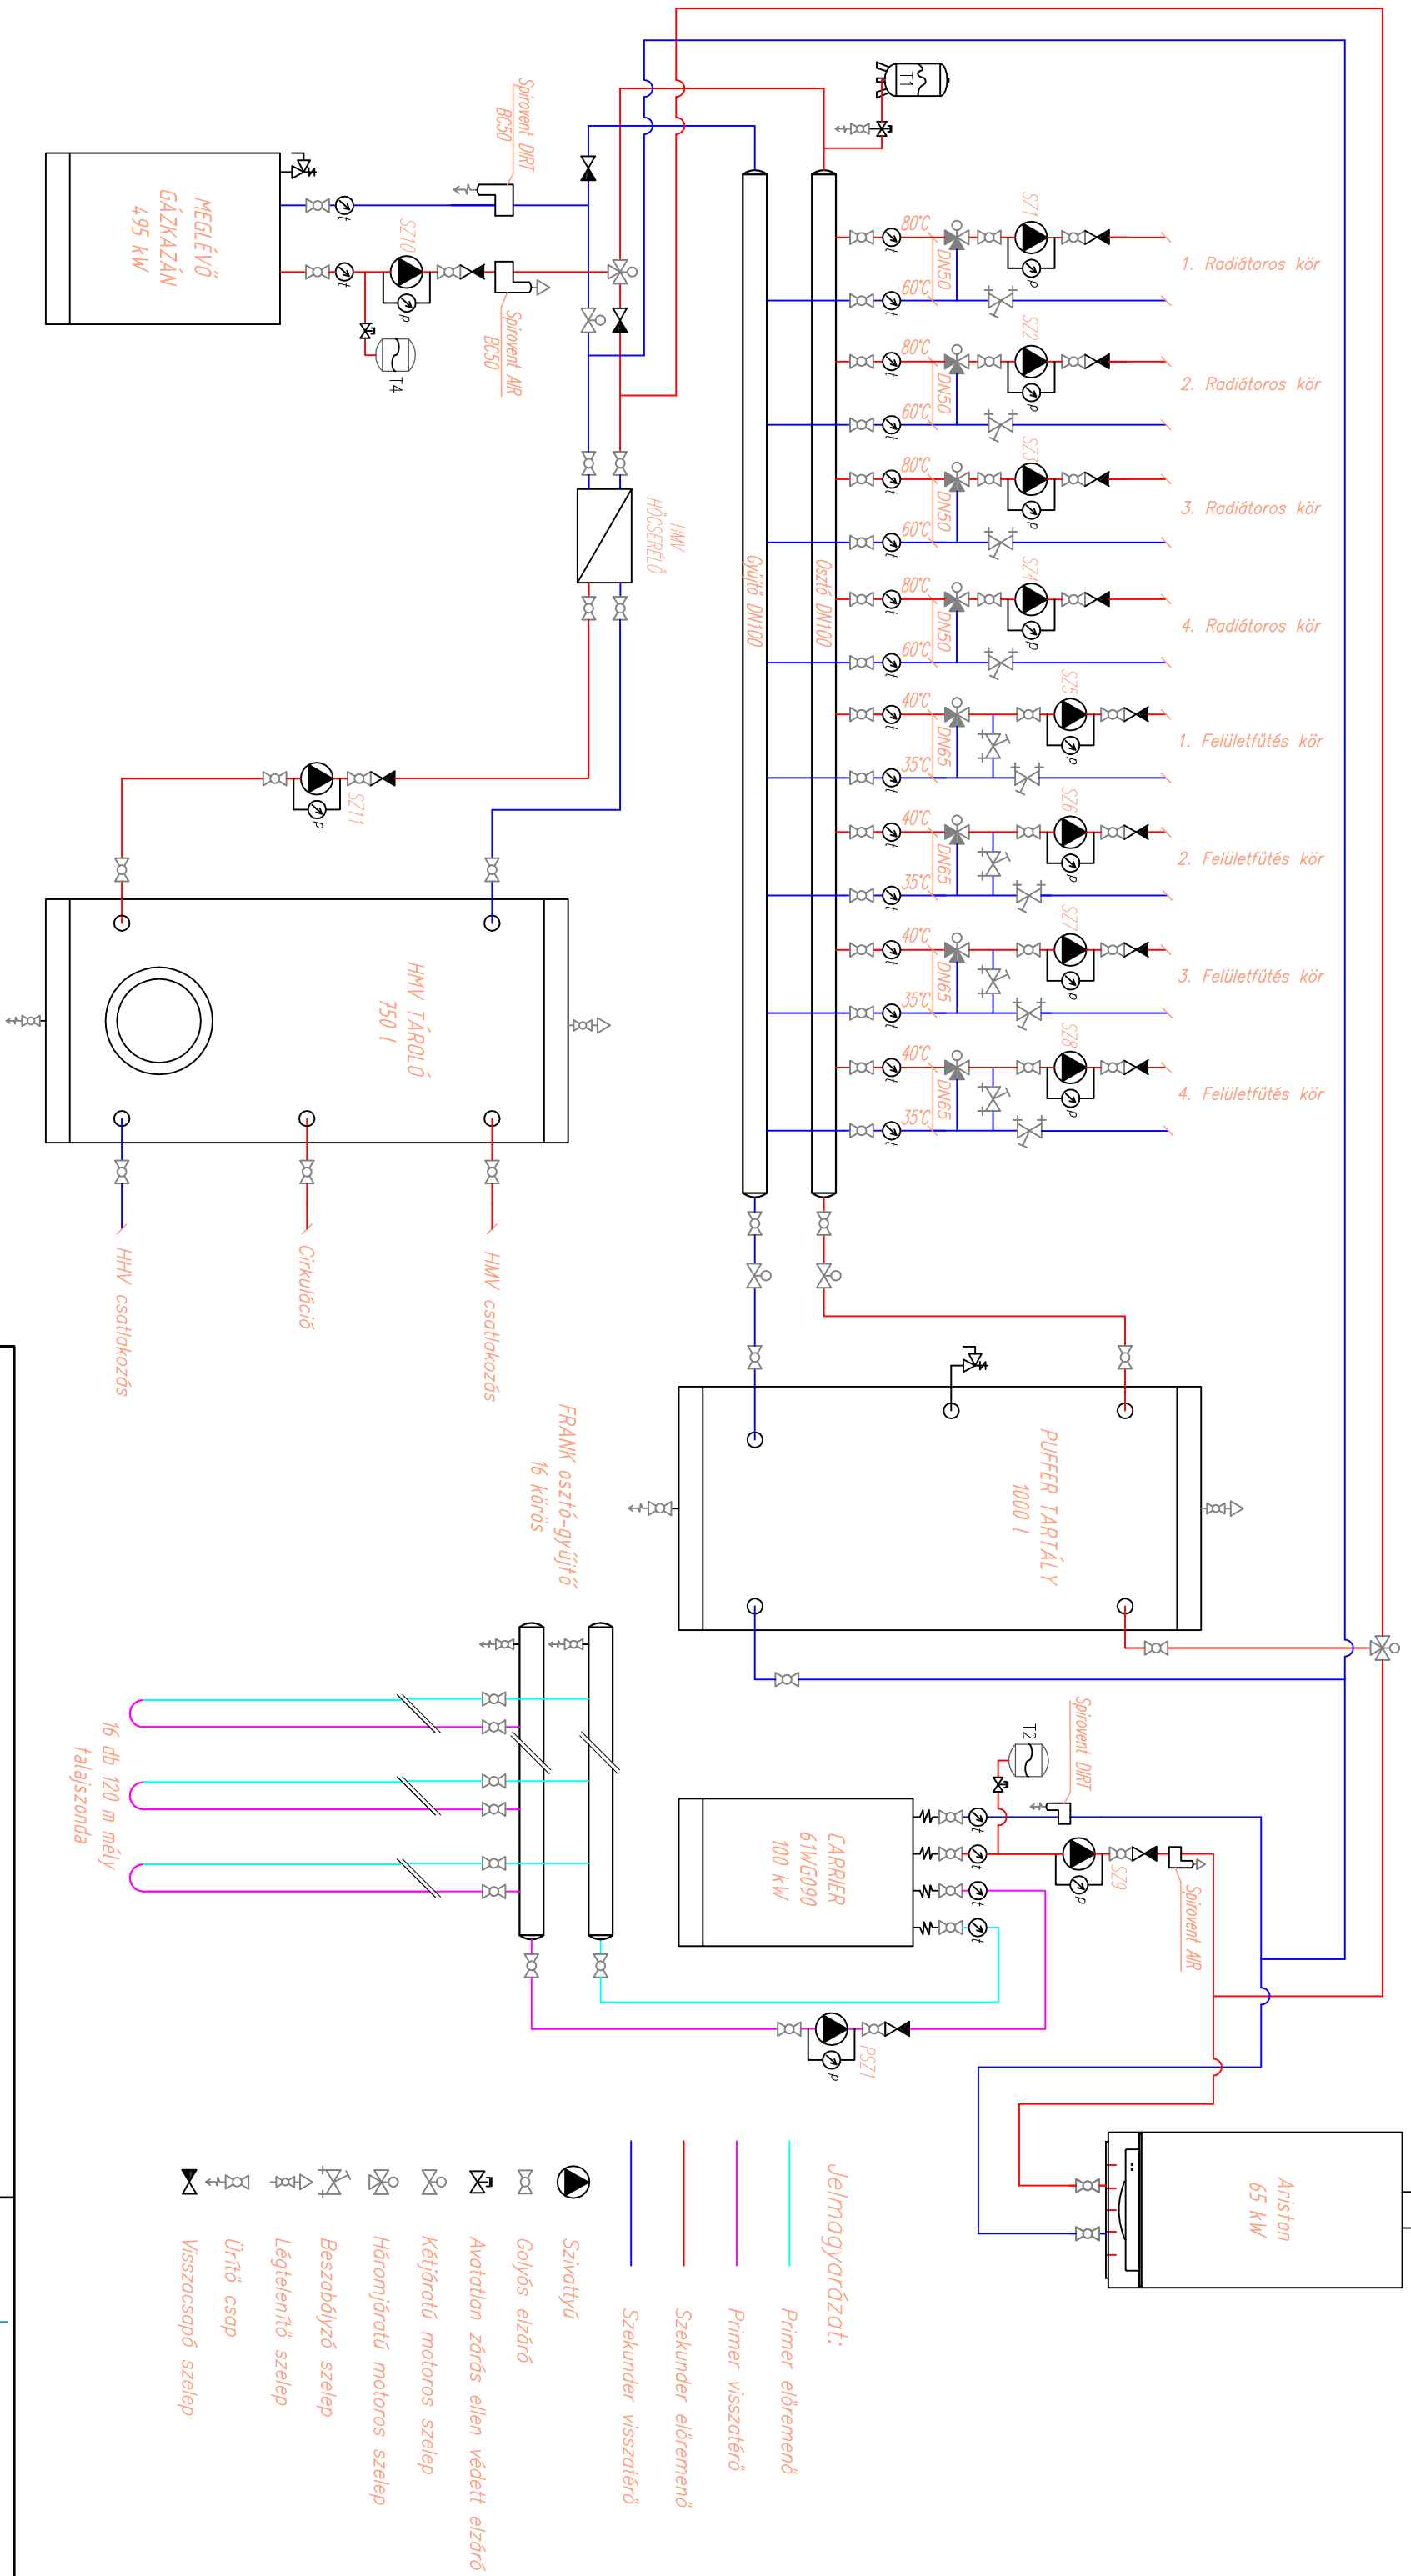 T1
Spirovent DIRT
BC50
MEGLÉVŐ
GÁZKAZÁN
495 kW
t
t
SZ10
p
Spirovent AIR
BC50
T4
HMV
HŐCSERÉLŐ
Gyűjtő DN100
Osztó DN100
80°C
60°C
DN50
SZ1
p
t
t
1. Radiátoros kör
80°C
60°C
DN50
SZ2
p
t
t
2. Radiátoros kör
80°C
60°C
DN50
SZ3
p
t
t
3. Radiátoros kör
80°C
60°C
DN50
SZ4
p
t
t
4. Radiátoros kör
40°C
35°C
DN65
SZ5
p
t
t
1. Felületfűtés kör
40°C
35°C
DN65
SZ6
p
t
t
2. Felületfűtés kör
40°C
35°C
DN65
SZ7
p
t
t
3. Felületfűtés kör
40°C
35°C
DN65
SZ8
p
t
t
4. Felületfűtés kör
SZ11
p
HMV TÁROLÓ
750 l
HMV csatlakozás
Cirkuláció
HHV csatlakozás
PUFFER TARTÁLY
1000 l
FRANK osztó-gyűjtő
16 körös
16 db 120 m mély
talajszonda
T2
Spirovent DIRT
SZ9
p
Spirovent AIR
CARRIER
61WG090
100 kW
t
t
t
t
PSZ1
p
Ariston
65 kW
Jelmagyarázat:
Primer előremenő
Primer visszatérő
Szekunder előremenő
Szekunder visszatérő
Szivattyú
Golyós elzáró
Avatatlan zárás ellen védett elzáró
Kétjáratú motoros szelep
Háromjáratú motoros szelep
Beszabályzó szelep
Légtelenítő szelep
Ürítő csap
Visszacsapó szelep